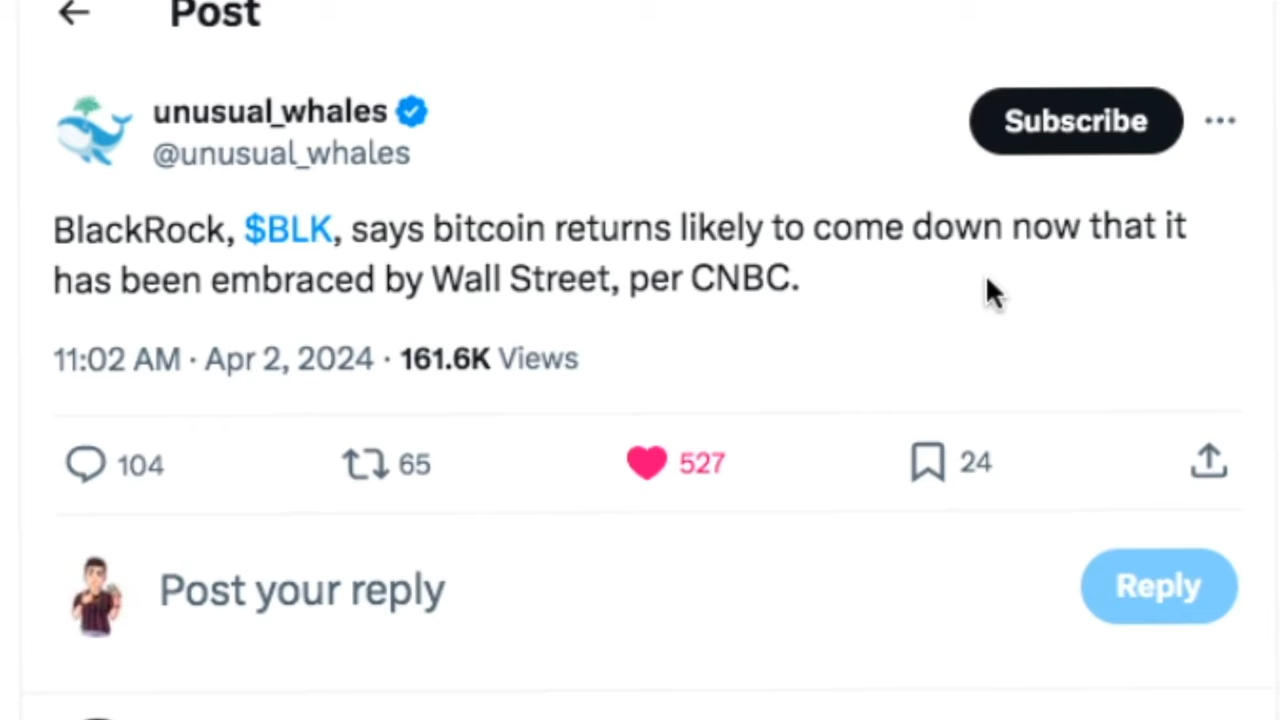 Post
unusual_whales
Subscribe
@unusual_whales
BlackRock, $BLK, says bitcoin returns likely to come down now that it
has been embraced by Wall Street, per CNBC.
11:02 AM · Apr 2, 2024 · 161.6K Views
104 65 527 24
Post your reply
Reply